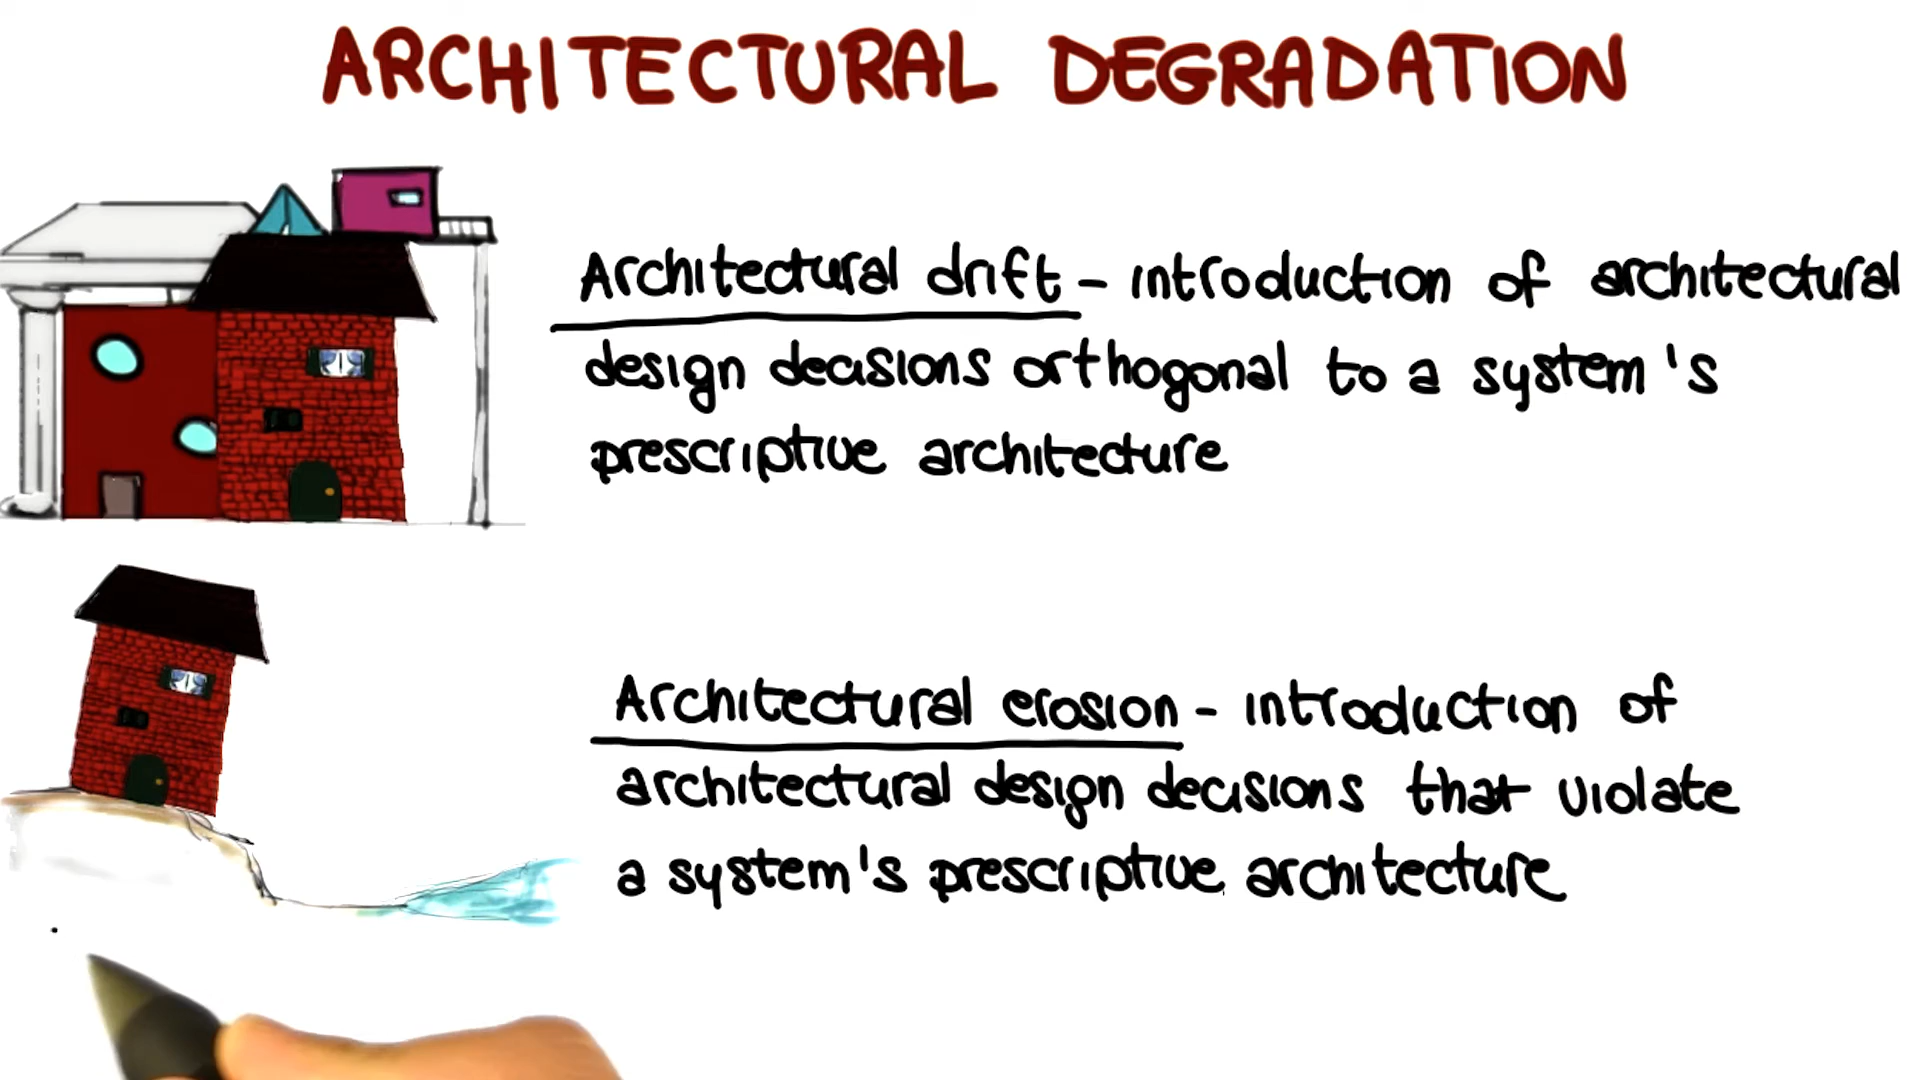 ARCHITECTURAL DEGRADATION
Architectural drift - introduction of architectural
design decisions orthogonal to a system's
prescriptive architecture
Architectural erosion - introduction of
architectural design decisions that violate
a system's prescriptive architecture